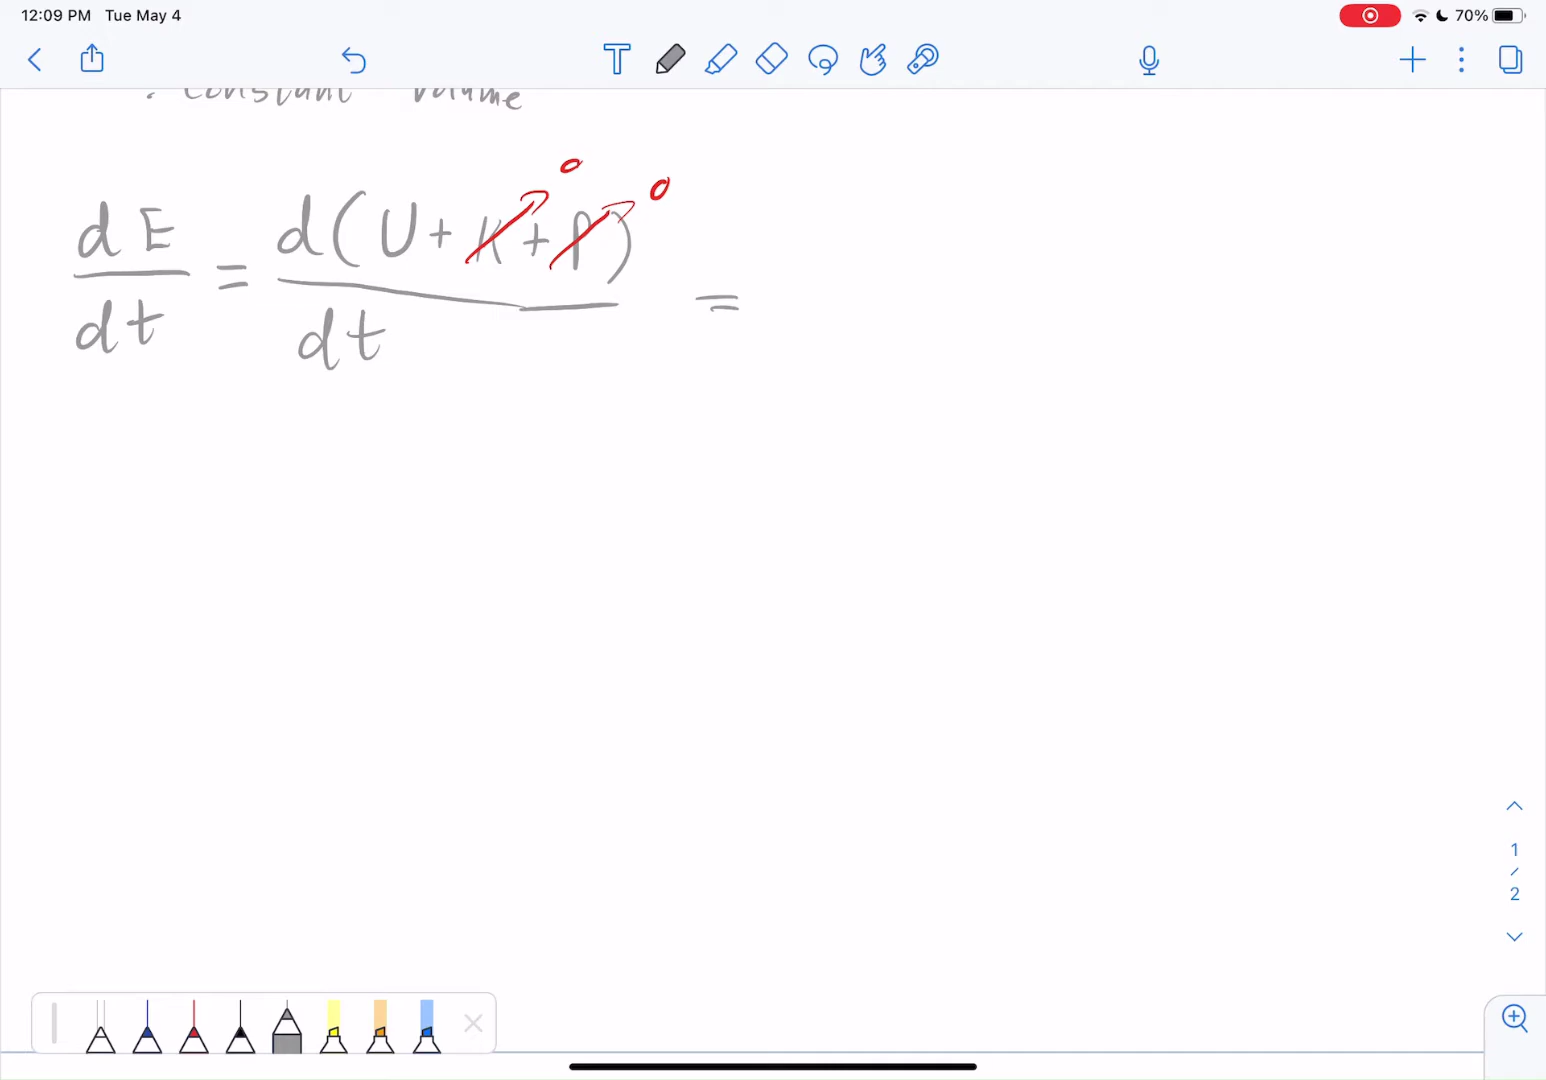 12:09 PM Tue May 4 70%
: constant volume
dE/dt = d(U + K + P)/dt =
0 0
1
/
2